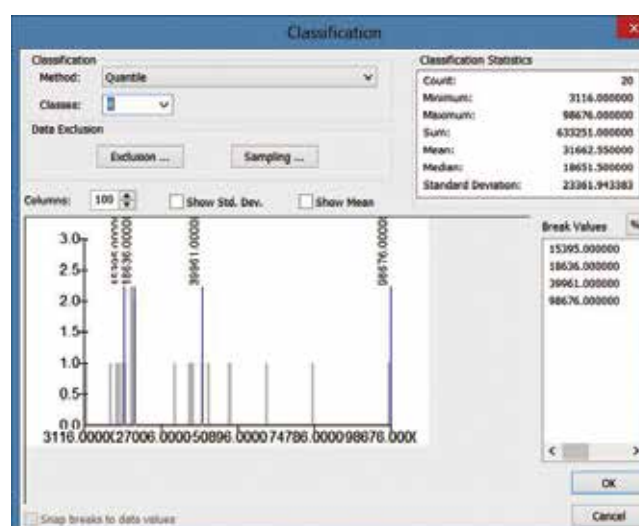 Classification
Classification
Method: Quantile
Classes:
Data Exclusion
Exclusion ...
Sampling ...
Columns: 100
Show Std. Dev.
Show Mean
Classification Statistics
Count: 20
Minimum: 3116.000000
Maximum: 98676.000000
Sum: 633251.000000
Mean: 31662.550000
Median: 18651.500000
Standard Deviation: 23361.943383
Break Values %
15395.000000
18636.000000
39961.000000
98676.000000
3.0
2.5
2.0
1.5
1.0
0.5
0.0
18636.0000
39961.0000
98676.0000
3116.0000
27006.0000
50896.0000
74786.0000
98676.000
OK
Cancel
Snap breaks to data values